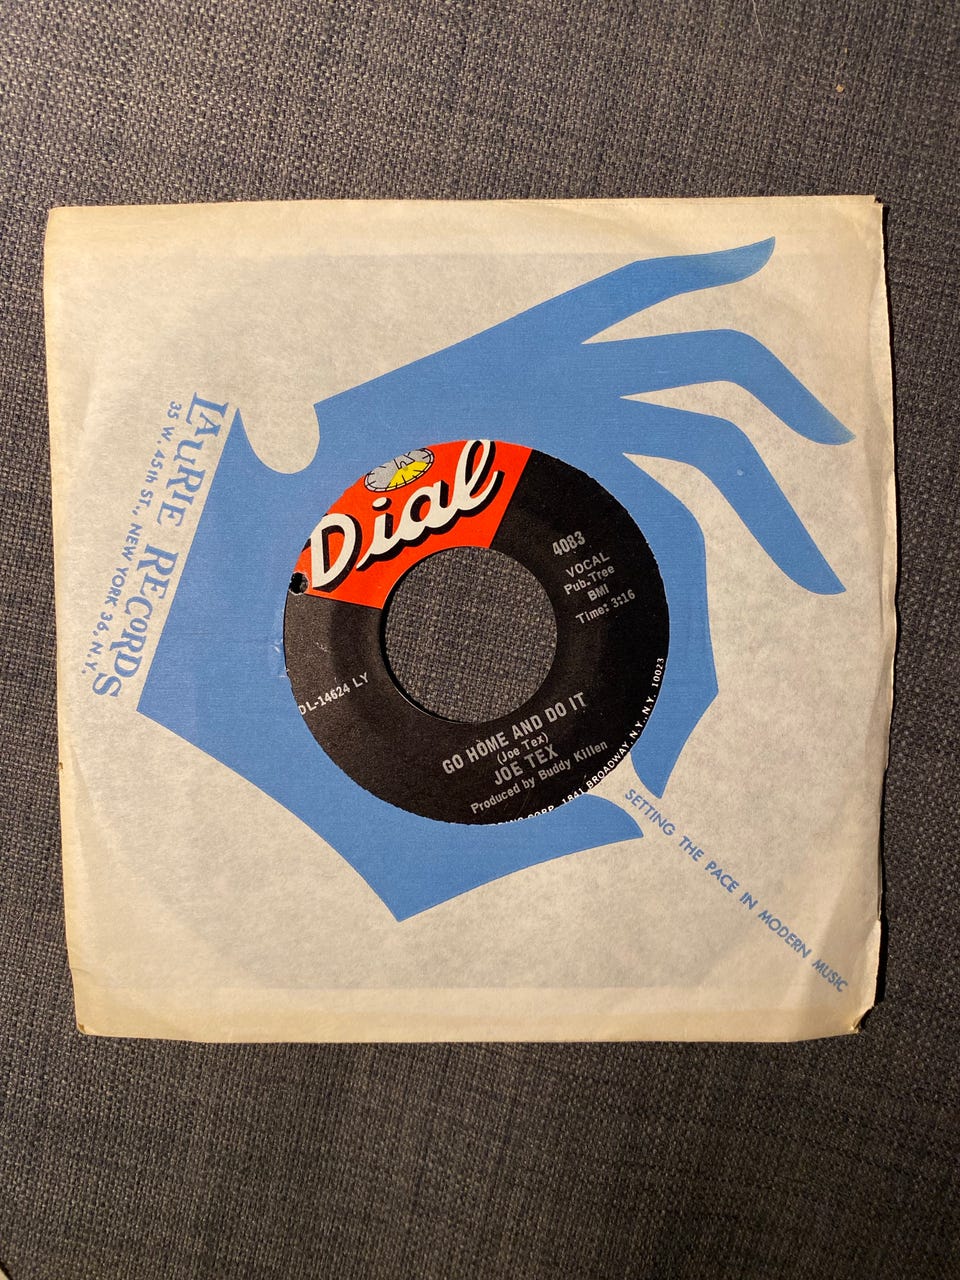 LAURIE RECORDS
35 W. 45th ST., NEW YORK 36, N.Y.
Dial
4083
VOCAL
Pub-Tree
BMI
Time: 3:16
DL-14624 LY
GO HOME AND DO IT
(Joe Tex)
JOE TEX
Produced by Buddy Killen
CORP. 1841 BROADWAY, N.Y., N.Y. 10023
SETTING THE PACE IN MODERN MUSIC